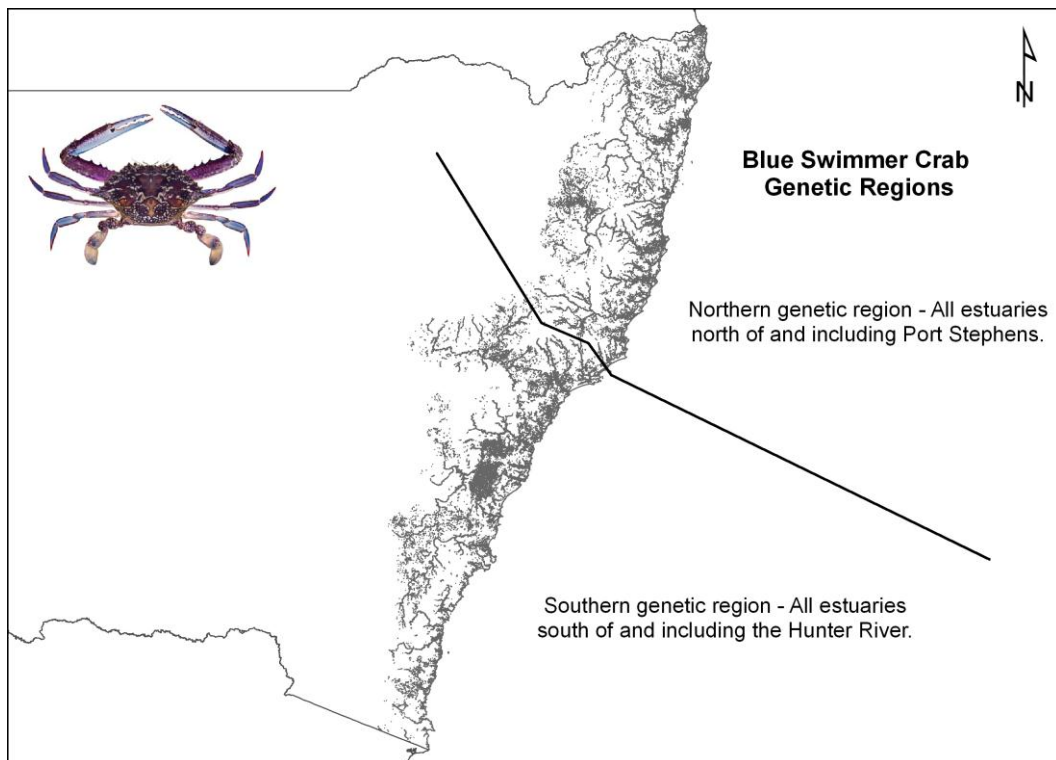 N
Blue Swimmer Crab
Genetic Regions
Northern genetic region - All estuaries
north of and including Port Stephens.
Southern genetic region - All estuaries
south of and including the Hunter River.